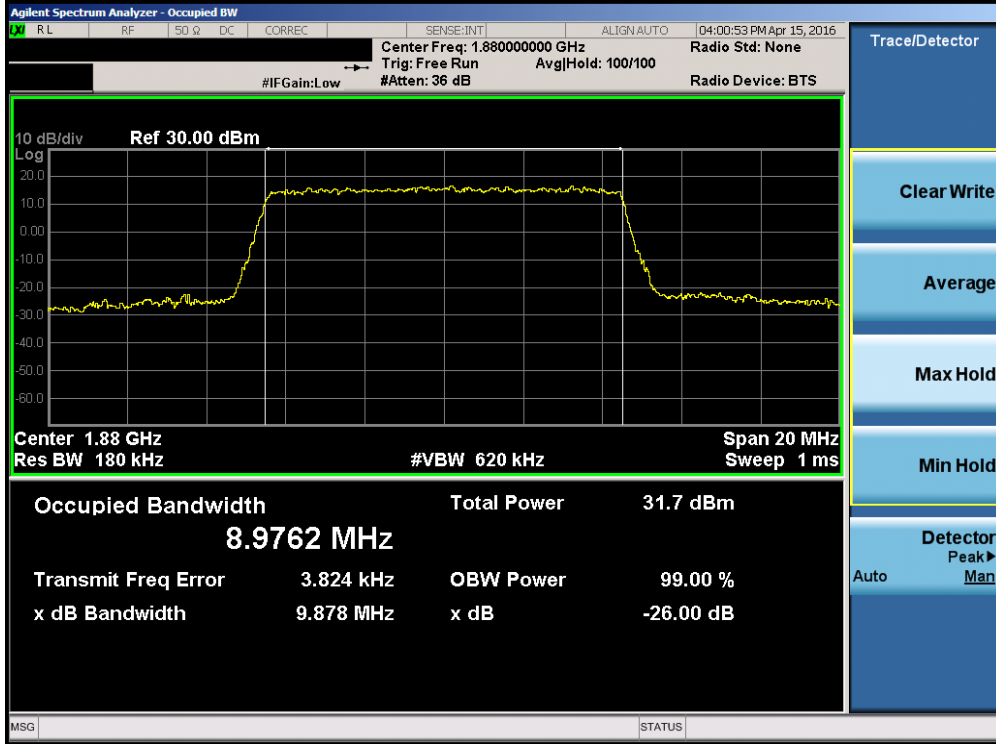 Agilent Spectrum Analyzer - Occupied BW
LXI RL RF 50 Ω DC CORREC SENSE:INT ALIGN AUTO 04:00:53 PM Apr 15, 2016
Center Freq: 1.880000000 GHz Radio Std: None
Trig: Free Run Avg|Hold: 100/100
#IFGain:Low #Atten: 36 dB Radio Device: BTS
10 dB/div Ref 30.00 dBm
Log
20.0
10.0
0.00
-10.0
-20.0
-30.0
-40.0
-50.0
-60.0
Center 1.88 GHz Span 20 MHz
Res BW 180 kHz #VBW 620 kHz Sweep 1 ms
Occupied Bandwidth Total Power 31.7 dBm
8.9762 MHz
Transmit Freq Error 3.824 kHz OBW Power 99.00 %
x dB Bandwidth 9.878 MHz x dB -26.00 dB
MSG STATUS
Trace/Detector
Clear Write
Average
Max Hold
Min Hold
Detector
Peak▶
Auto Man